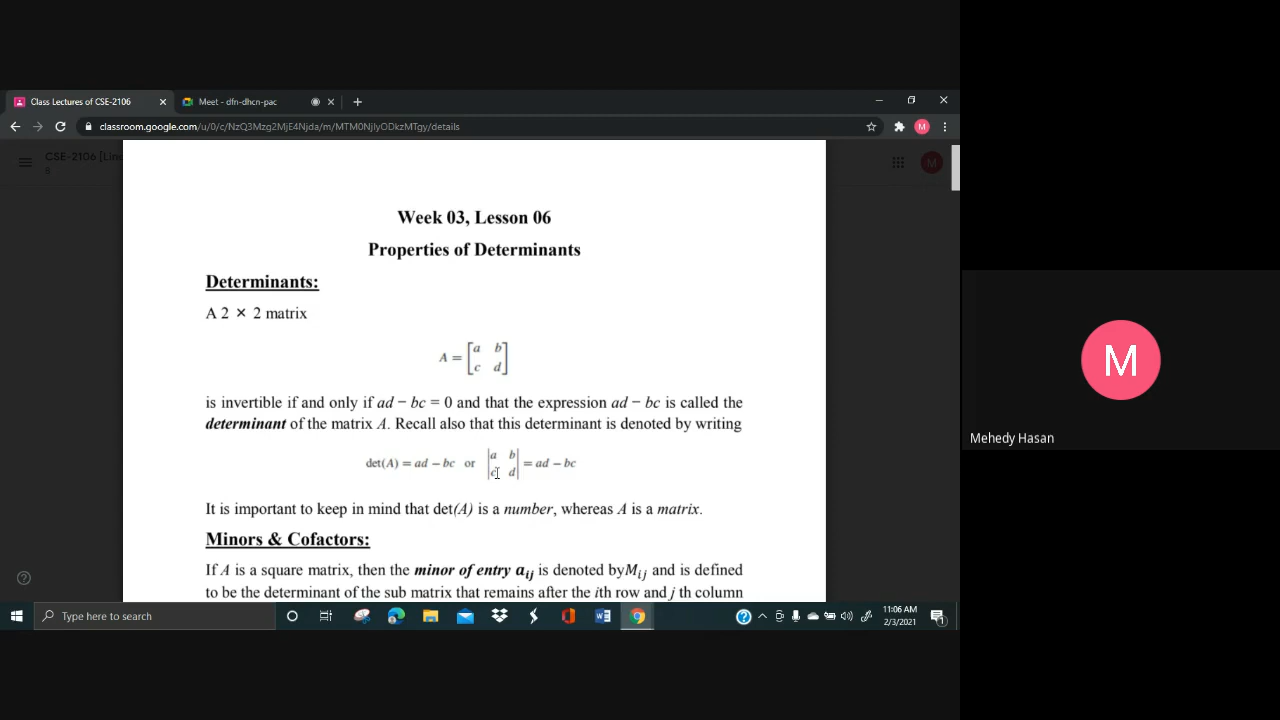 Class Lectures of CSE-2106
Meet - dfn-dhcn-pac
classroom.google.com/u/0/c/NzQ3Mzg2MjE4Njda/m/MTM0NjIyODkzMTgy/details
M
CSE-2106
8
M
Week 03, Lesson 06
Properties of Determinants
Determinants:
A 2 × 2 matrix
A = [a b
c d]
is invertible if and only if ad − bc = 0 and that the expression ad − bc is called the
determinant of the matrix A. Recall also that this determinant is denoted by writing
det(A) = ad − bc or |a b
c d| = ad − bc
It is important to keep in mind that det(A) is a number, whereas A is a matrix.
Minors & Cofactors:
If A is a square matrix, then the minor of entry aij is denoted byMij and is defined
to be the determinant of the sub matrix that remains after the ith row and j th column
M
Mehedy Hasan
Type here to search
11:06 AM
2/3/2021
1